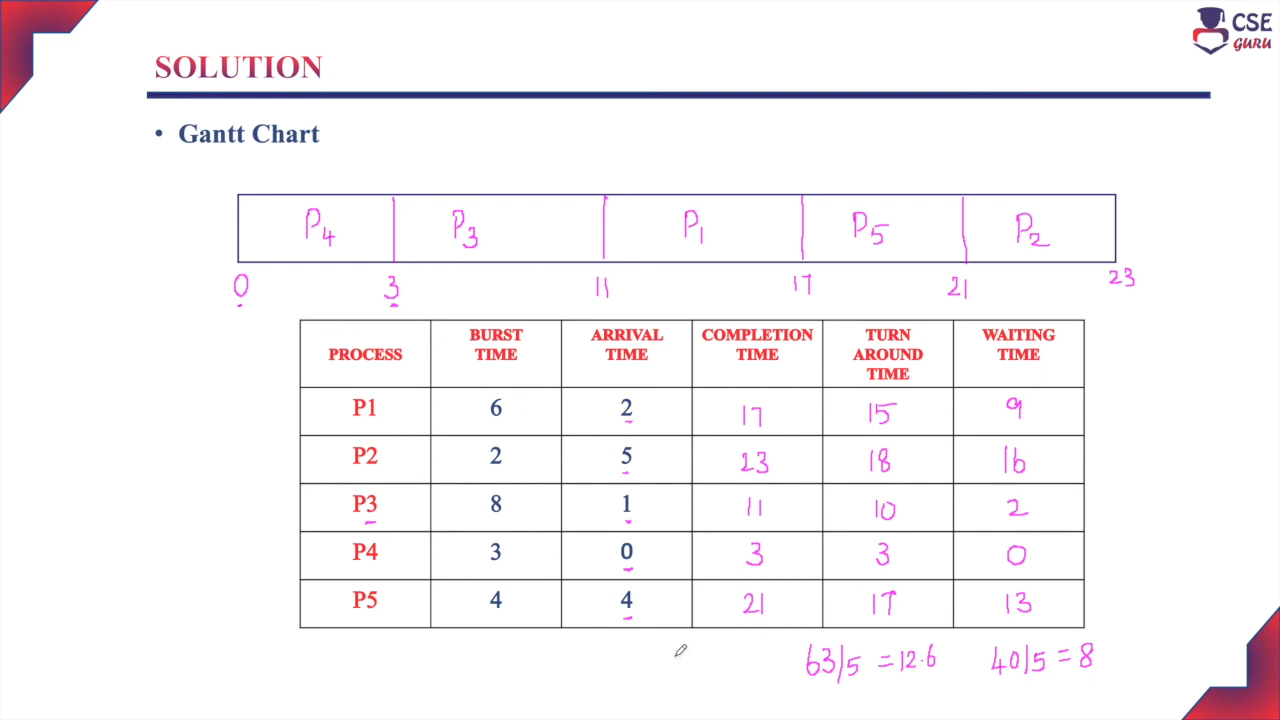 CSE
GURU
SOLUTION
• Gantt Chart
P4 P3 P1 P5 P2
0 3 11 17 21 23
PROCESS BURST TIME ARRIVAL TIME COMPLETION TIME TURN AROUND TIME WAITING TIME
P1 6 2 17 15 9
P2 2 5 23 18 16
P3 8 1 11 10 2
P4 3 0 3 3 0
P5 4 4 21 17 13
63/5 = 12.6 40/5 = 8